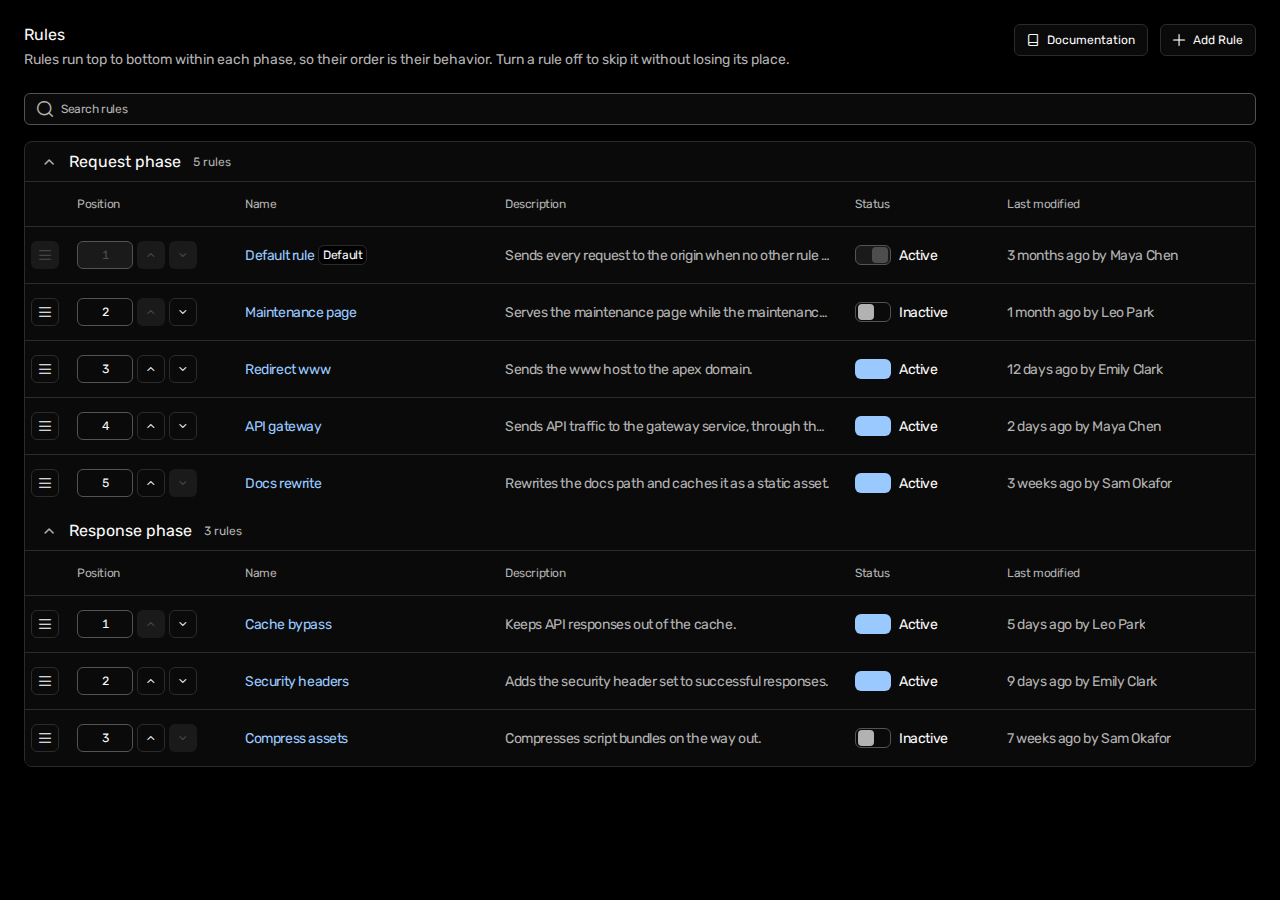 Rules
Rules run top to bottom within each phase, so their order is their behavior. Turn a rule off to skip it without losing its place.
Documentation
Add Rule
Search rules
Request phase 5 rules
Position Name Description Status Last modified
1 Default rule Default Sends every request to the origin when no other rule ... Active 3 months ago by Maya Chen
2 Maintenance page Serves the maintenance page while the maintenanc... Inactive 1 month ago by Leo Park
3 Redirect www Sends the www host to the apex domain. Active 12 days ago by Emily Clark
4 API gateway Sends API traffic to the gateway service, through th... Active 2 days ago by Maya Chen
5 Docs rewrite Rewrites the docs path and caches it as a static asset. Active 3 weeks ago by Sam Okafor
Response phase 3 rules
Position Name Description Status Last modified
1 Cache bypass Keeps API responses out of the cache. Active 5 days ago by Leo Park
2 Security headers Adds the security header set to successful responses. Active 9 days ago by Emily Clark
3 Compress assets Compresses script bundles on the way out. Inactive 7 weeks ago by Sam Okafor